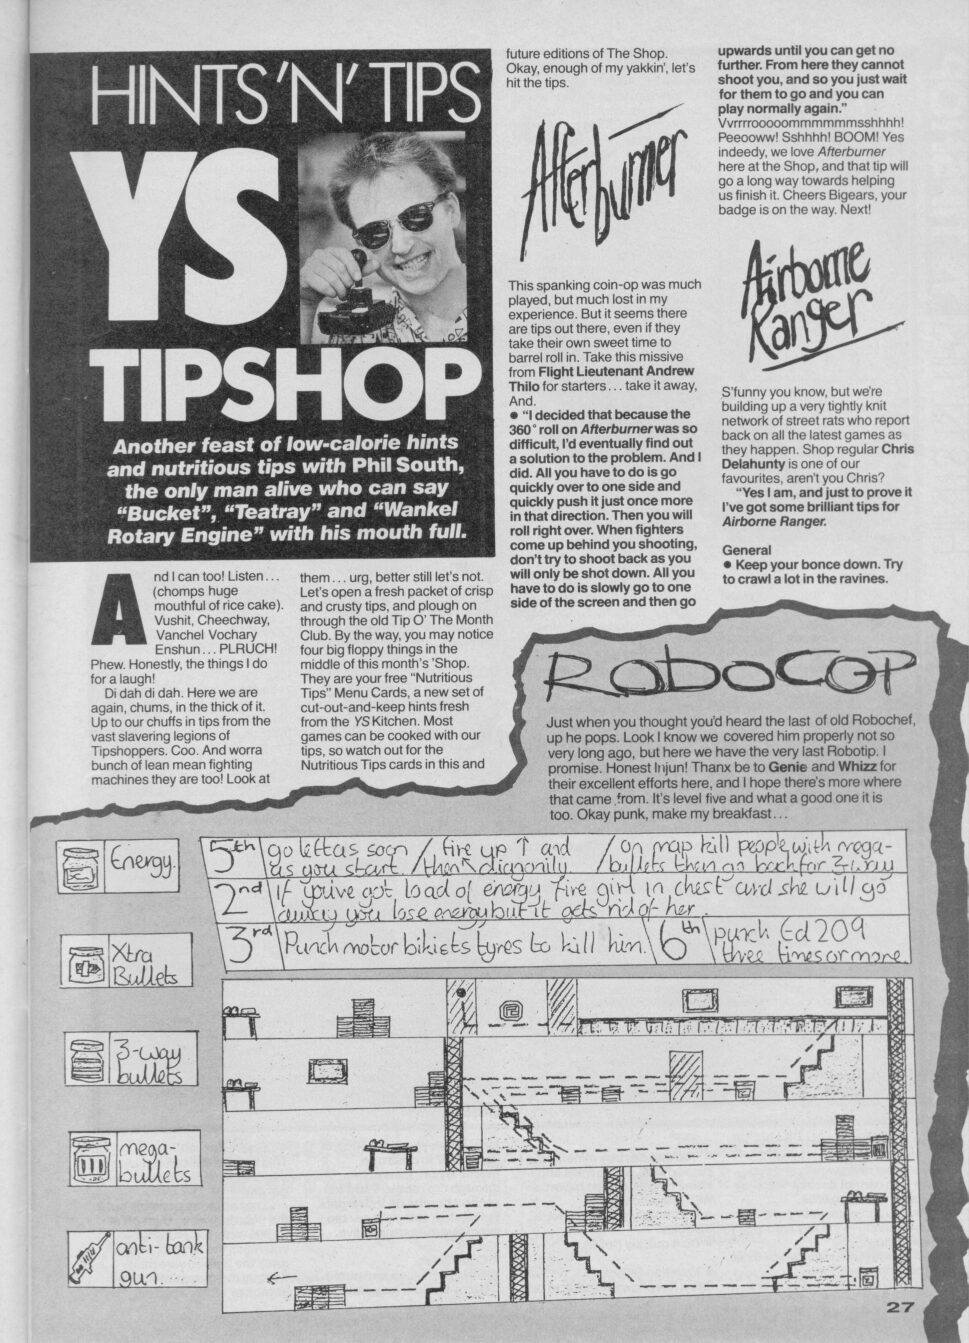 HINTS 'N' TIPS
YS
TIPSHOP
Another feast of low-calorie hints
and nutritious tips with Phil South,
the only man alive who can say
“Bucket”, “Teatray” and “Wankel
Rotary Engine” with his mouth full.
And I can too! Listen...
(chomps huge
mouthful of rice cake).
Vushit, Cheechway,
Vanchel Vochary
Enshun... PLRUCH!
Phew. Honestly, the things I do
for a laugh!
Di dah di dah. Here we are
again, chums, in the thick of it.
Up to our chuffs in tips from the
vast slavering legions of
Tipshoppers. Coo. And worra
bunch of lean mean fighting
machines they are too! Look at
them... urg, better still let's not.
Let's open a fresh packet of crisp
and crusty tips, and plough on
through the old Tip O' The Month
Club. By the way, you may notice
four big floppy things in the
middle of this month's 'Shop.
They are your free “Nutritious
Tips” Menu Cards, a new set of
cut-out-and-keep hints fresh
from the YS Kitchen. Most
games can be cooked with our
tips, so watch out for the
Nutritious Tips cards in this and
future editions of The Shop.
Okay, enough of my yakkin', let's
hit the tips.
Afterburner
This spanking coin-op was much
played, but much lost in my
experience. But it seems there
are tips out there, even if they
take their own sweet time to
barrel roll in. Take this missive
from Flight Lieutenant Andrew
Thilo for starters... take it away,
And.
● “I decided that because the
360° roll on Afterburner was so
difficult, I'd eventually find out
a solution to the problem. And I
did. All you have to do is go
quickly over to one side and
quickly push it just once more
in that direction. Then you will
roll right over. When fighters
come up behind you shooting,
don't try to shoot back as you
will only be shot down. All you
have to do is slowly go to one
side of the screen and then go
upwards until you can get no
further. From here they cannot
shoot you, and so you just wait
for them to go and you can
play normally again.”
Vvrrrrooooommmmmmsshhhh!
Peeooww! Sshhhh! BOOM! Yes
indeedy, we love Afterburner
here at the Shop, and that tip will
go a long way towards helping
us finish it. Cheers Bigears, your
badge is on the way. Next!
Airborne
Ranger
S'funny you know, but we're
building up a very tightly knit
network of street rats who report
back on all the latest games as
they happen. Shop regular Chris
Delahunty is one of our
favourites, aren't you Chris?
“Yes I am, and just to prove it
I've got some brilliant tips for
Airborne Ranger.
General
● Keep your bonce down. Try
to crawl a lot in the ravines.
RoboCOP
Just when you thought you'd heard the last of old Robochef,
up he pops. Look I know we covered him properly not so
very long ago, but here we have the very last Robotip. I
promise. Honest Injun! Thanx be to Genie and Whizz for
their excellent efforts here, and I hope there's more where
that came from. It's level five and what a good one it is
too. Okay punk, make my breakfast...
Energy.
Xtra
Bullets
3-way
bullets
mega-
bullets
anti-tank
gun.
5th go left as soon / fire up ↑ and / on map kill people with mega-
as you start. / then ↖ diagonily / bullets then go back for 3-way
2nd If you've got load of energy fire girl in chest and she will go
away you lose energy but it gets rid of her.
3rd Punch motor bikists tyres to kill him. 6th punch Ed 209
three times or more.
27